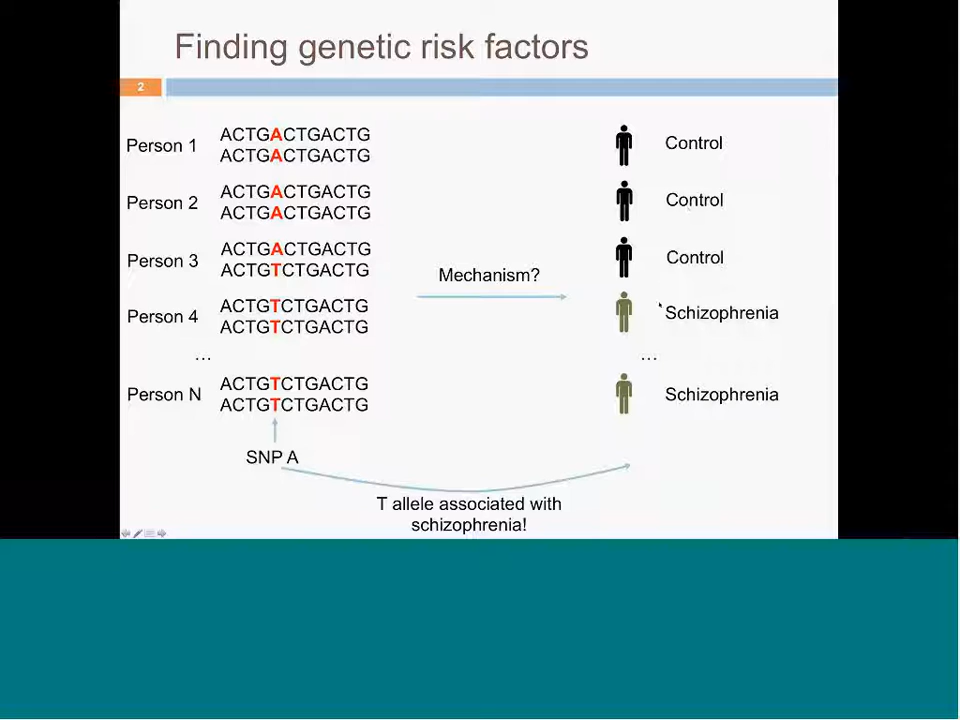 Finding genetic risk factors
2
Person 1
ACTGACTGACTG
ACTGACTGACTG
Control
Person 2
ACTGACTGACTG
ACTGACTGACTG
Control
Person 3
ACTGACTGACTG
ACTGTCTGACTG
Control
Mechanism?
Person 4
ACTGTCTGACTG
ACTGTCTGACTG
Schizophrenia
...
...
Person N
ACTGTCTGACTG
ACTGTCTGACTG
Schizophrenia
SNP A
T allele associated with
schizophrenia!